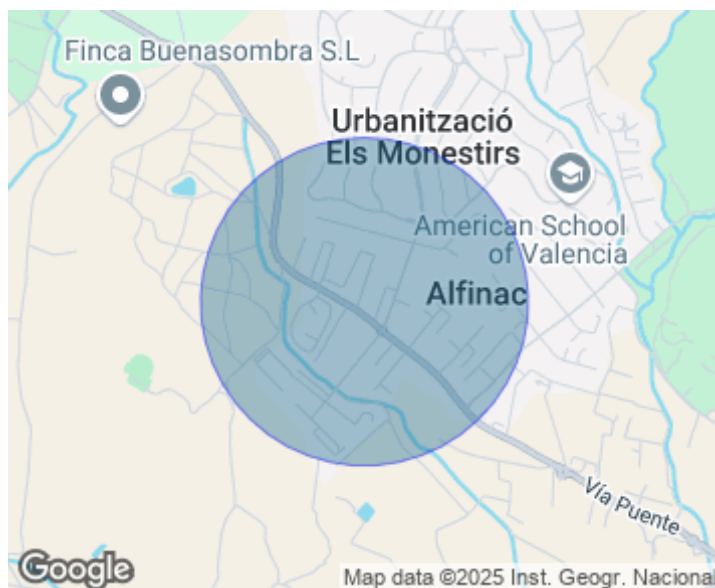 Finca Buenasombra S.L
Urbanització
Els Monestirs
American School
of Valencia
Alfinac
Vía Puente
Google
Map data ©2025 Inst. Geogr. Nacional